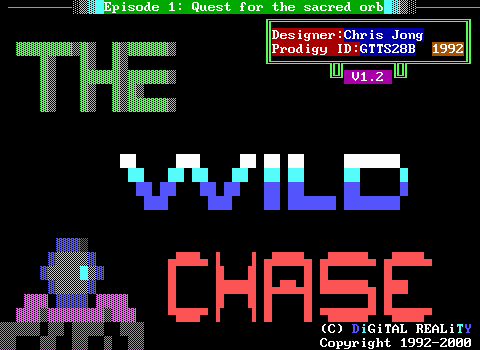 Episode 1: Quest for the sacred orb
Designer:Chris Jong
Prodigy ID:GTTS28B 1992
V1.2
THE
WILD
CHASE
(C) DiGiTAL REALiTY
Copyright 1992-2000